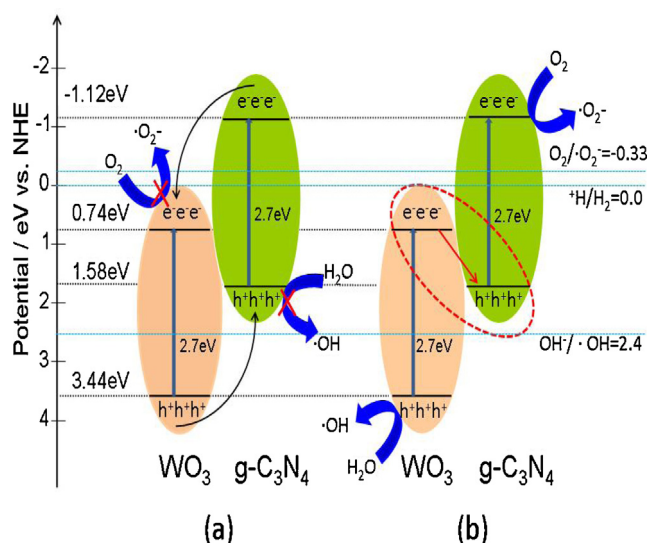 Potential / eV vs. NHE
-2
-1
0
1
2
3
4
-1.12eV
0.74eV
1.58eV
3.44eV
·O₂-
O₂
e⁻e⁻e⁻
2.7eV
h⁺h⁺h⁺
WO₃
e⁻e⁻e⁻
2.7eV
h⁺h⁺h⁺
g-C₃N₄
H₂O
·OH
(a)
e⁻e⁻e⁻
2.7eV
h⁺h⁺h⁺
·OH
H₂O
WO₃
e⁻e⁻e⁻
2.7eV
h⁺h⁺h⁺
g-C₃N₄
O₂
·O₂-
O₂/·O₂⁻=-0.33
⁺H/H₂=0.0
OH⁻/·OH=2.4
(b)